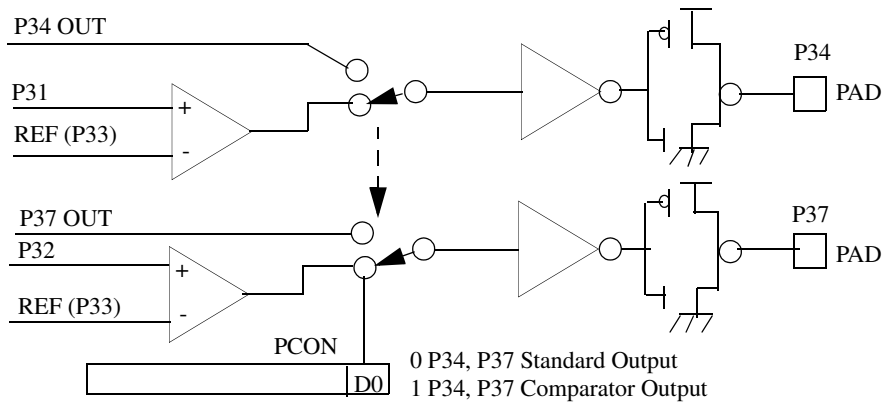 P34 OUT
P34
P31
+
PAD
REF (P33)
-
P37 OUT
P37
P32
+
PAD
REF (P33)
-
PCON
0 P34, P37 Standard Output
D0
1 P34, P37 Comparator Output